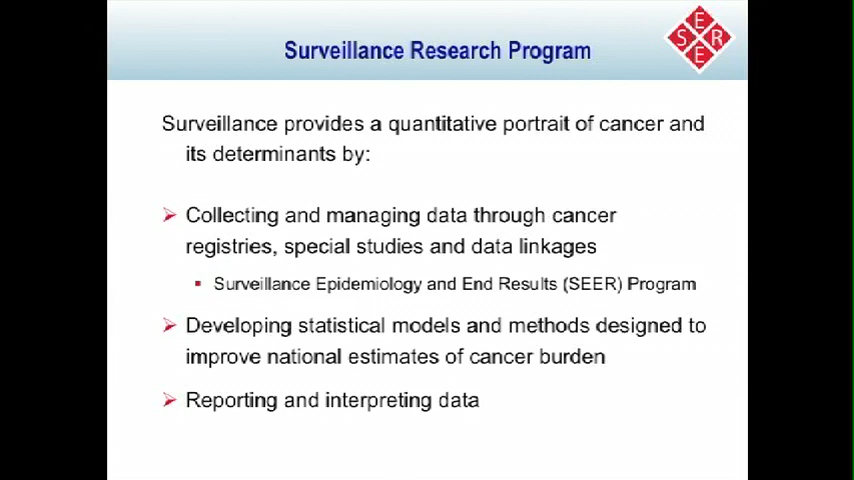 Surveillance Research Program
E
S R
E
Surveillance provides a quantitative portrait of cancer and
its determinants by:
Collecting and managing data through cancer
registries, special studies and data linkages
Surveillance Epidemiology and End Results (SEER) Program
Developing statistical models and methods designed to
improve national estimates of cancer burden
Reporting and interpreting data